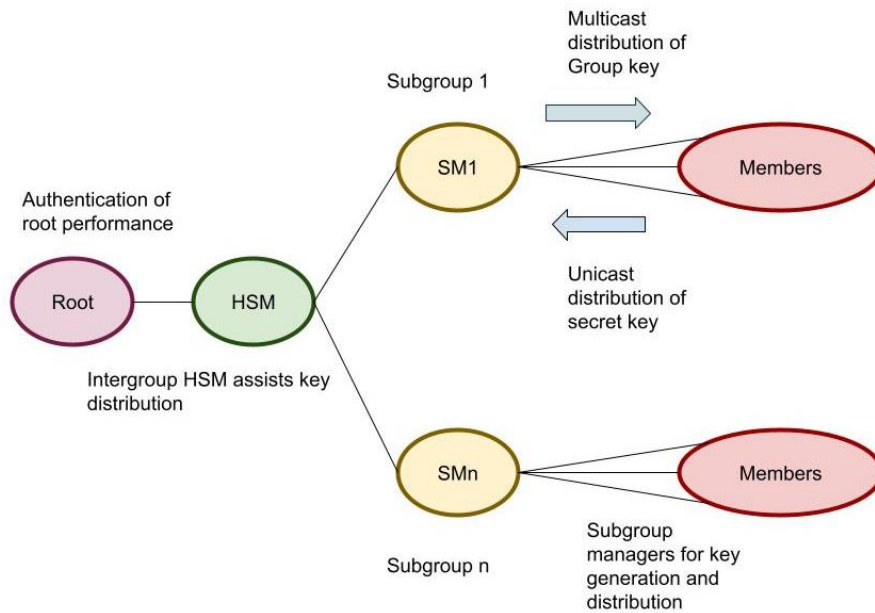 Multicast
distribution of
Group key
Subgroup 1
SM1
Members
Authentication of
root performance
Unicast
distribution of
secret key
Root
HSM
Intergroup HSM assists key
distribution
SMn
Members
Subgroup n
Subgroup
managers for key
generation and
distribution